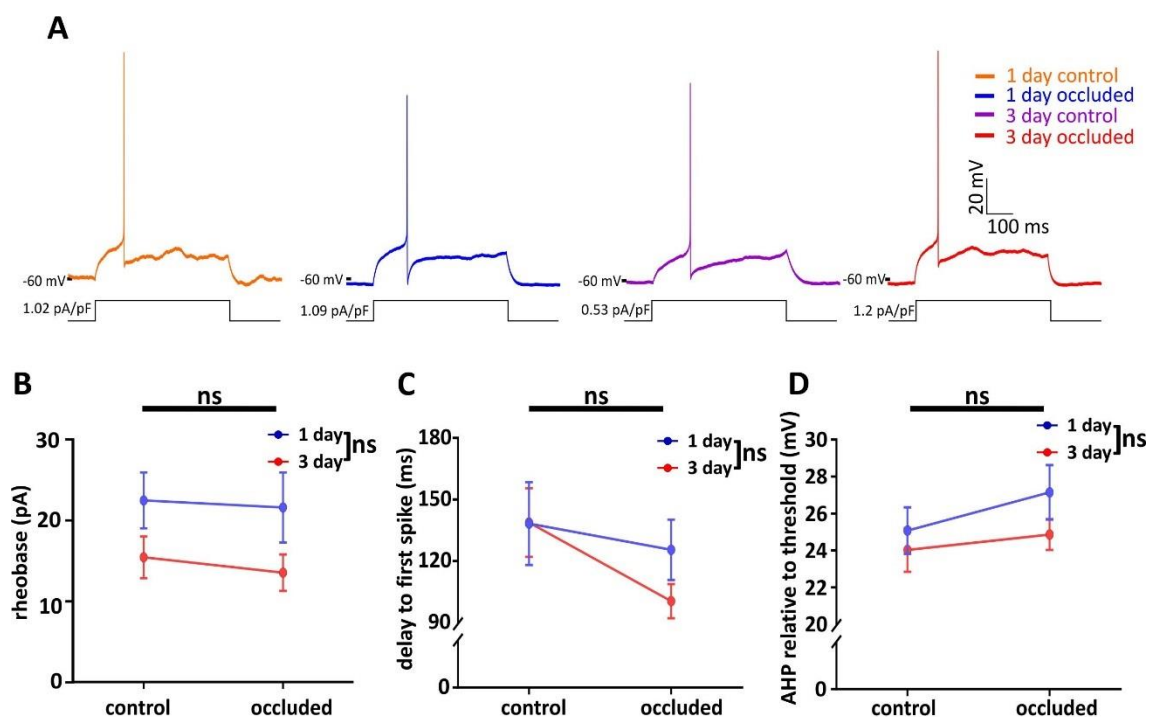 A
1 day control
1 day occluded
3 day control
3 day occluded
20 mV
100 ms
-60 mV
-60 mV
-60 mV
-60 mV
1.02 pA/pF
1.09 pA/pF
0.53 pA/pF
1.2 pA/pF
B
ns
1 day
3 day
ns
rheobase (pA)
30
20
10
0
control
occluded
C
ns
1 day
3 day
ns
delay to first spike (ms)
180
150
120
90
0
control
occluded
D
ns
1 day
3 day
ns
AHP relative to threshold (mV)
30
28
26
24
22
20
0
control
occluded